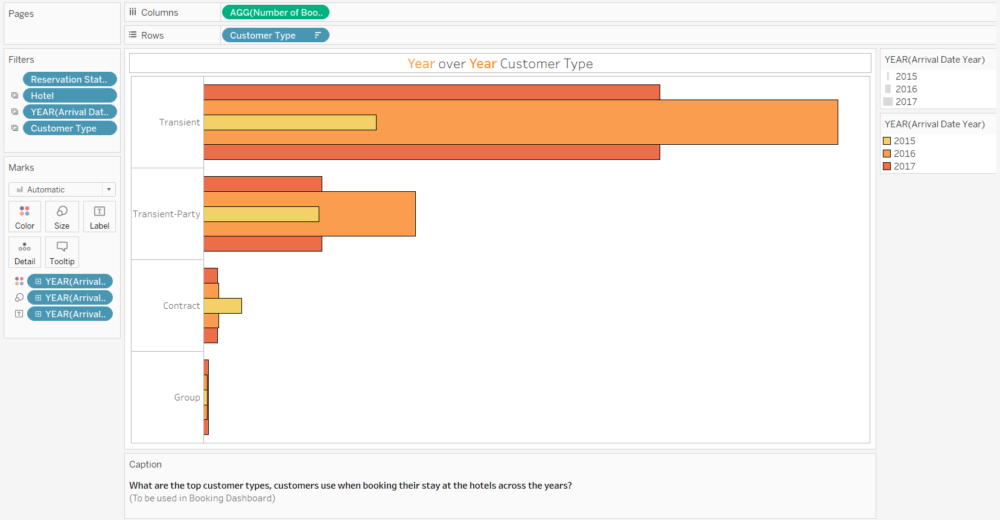 Pages
Columns
AGG(Number of Boo..
Rows
Customer Type
Filters
Reservation Stat..
Hotel
YEAR(Arrival Dat..
Customer Type
Marks
Automatic
Color
Size
T
Label
Detail
Tooltip
YEAR(Arrival..
YEAR(Arrival..
T
YEAR(Arrival..
Year over Year Customer Type
Transient
Transient-Party
Contract
Group
YEAR(Arrival Date Year)
2015
2016
2017
YEAR(Arrival Date Year)
2015
2016
2017
Caption
What are the top customer types, customers use when booking their stay at the hotels across the years?
(To be used in Booking Dashboard)